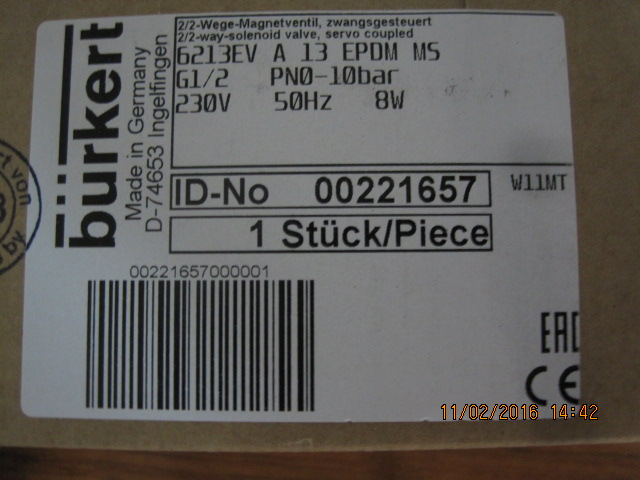 bürkert
Made in Germany
D-74653 Ingelfingen
2/2-Wege-Magnetventil, zwangsgesteuert
2/2-way-solenoid valve, servo coupled
6213EV A 13 EPDM MS
G1/2 PN0-10bar
230V 50Hz 8W
ID-No 00221657
W11MT
1 Stück/Piece
00221657000001
EAC
CE
von
by
11/02/2016 14:42